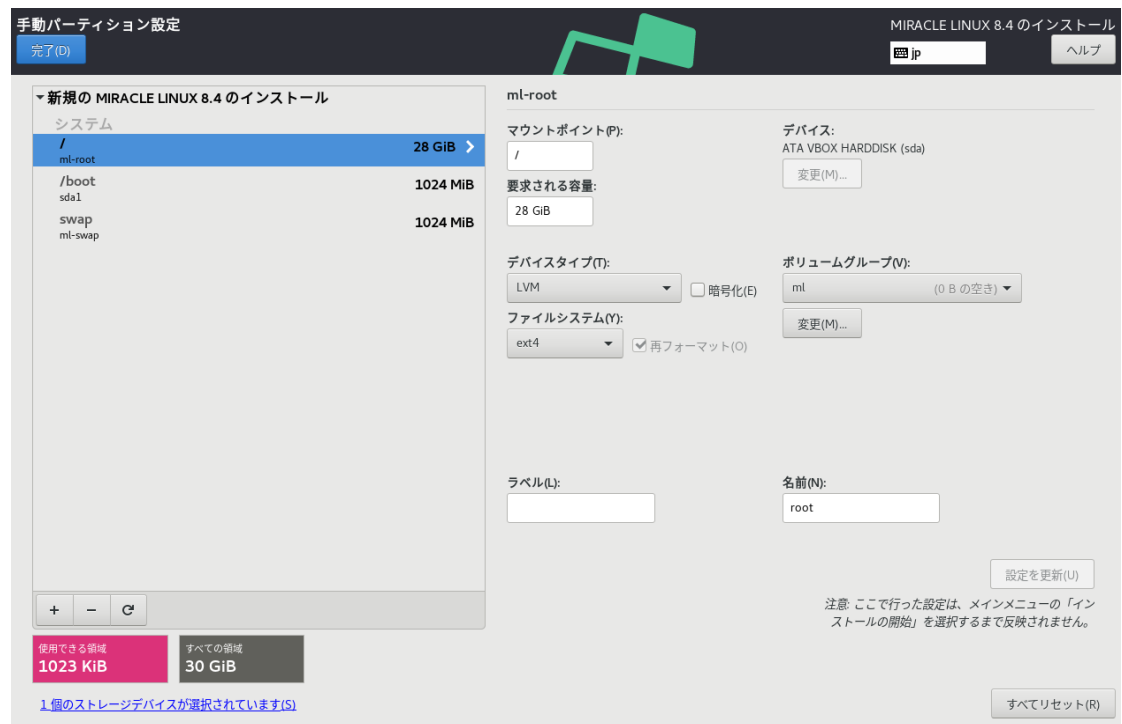 手動パーティション設定
完了(D)
MIRACLE LINUX 8.4 のインストール
jp
ヘルプ
新規の MIRACLE LINUX 8.4 のインストール
システム
/
28 GiB
ml-root
/boot
1024 MiB
sda1
swap
1024 MiB
ml-swap
+ −
使用できる領域
1023 KiB
すべての領域
30 GiB
1 個のストレージデバイスが選択されています(S)
ml-root
マウントポイント(P):
/
要求される容量:
28 GiB
デバイス:
ATA VBOX HARDDISK (sda)
変更(M)...
デバイスタイプ(T):
LVM
暗号化(E)
ファイルシステム(Y):
ext4
再フォーマット(O)
ボリュームグループ(V):
ml (0 B の空き)
変更(M)...
ラベル(L):
名前(N):
root
設定を更新(U)
注意: ここで行った設定は、メインメニューの「イン
ストールの開始」を選択するまで反映されません。
すべてリセット(R)